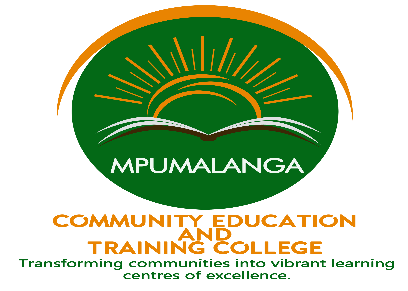 MPUMALANGA
COMMUNITY EDUCATION
AND
TRAINING COLLEGE
Transforming communities into vibrant learning
centres of excellence.